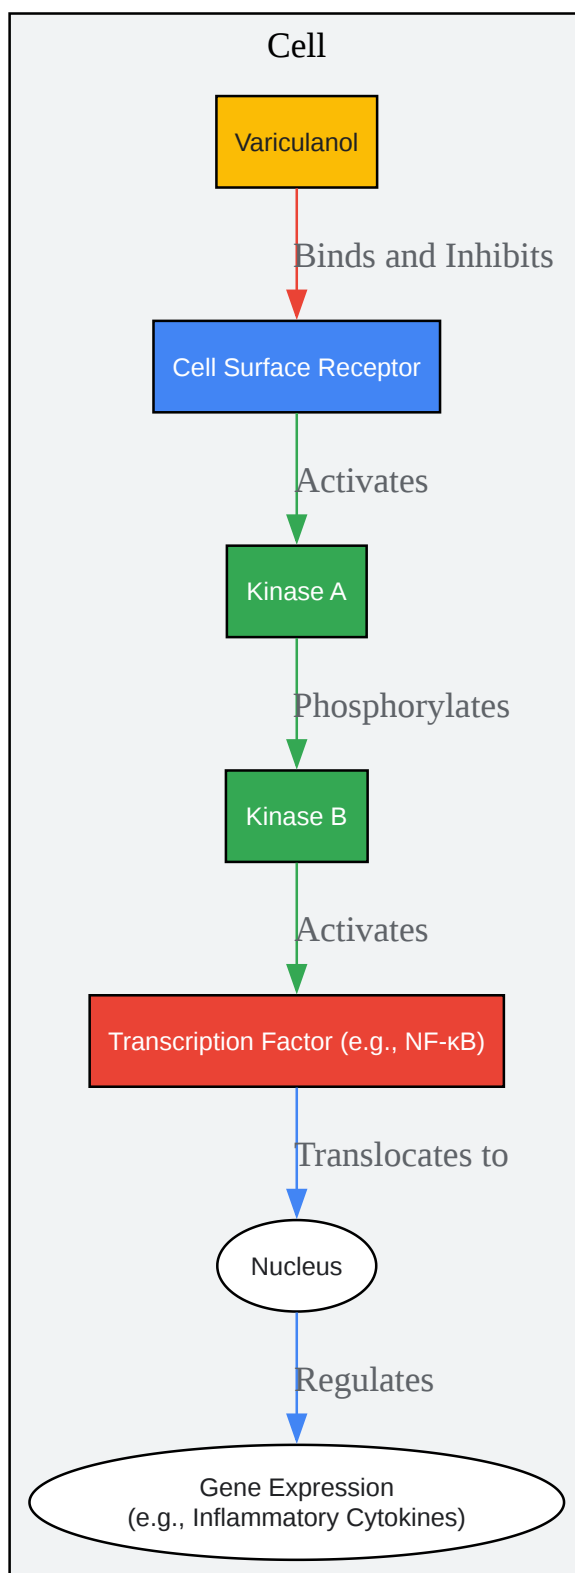 Cell
Variculanol
Binds and Inhibits
Cell Surface Receptor
Activates
Kinase A
Phosphorylates
Kinase B
Activates
Transcription Factor (e.g., NF-κB)
Translocates to
Nucleus
Regulates
Gene Expression
(e.g., Inflammatory Cytokines)